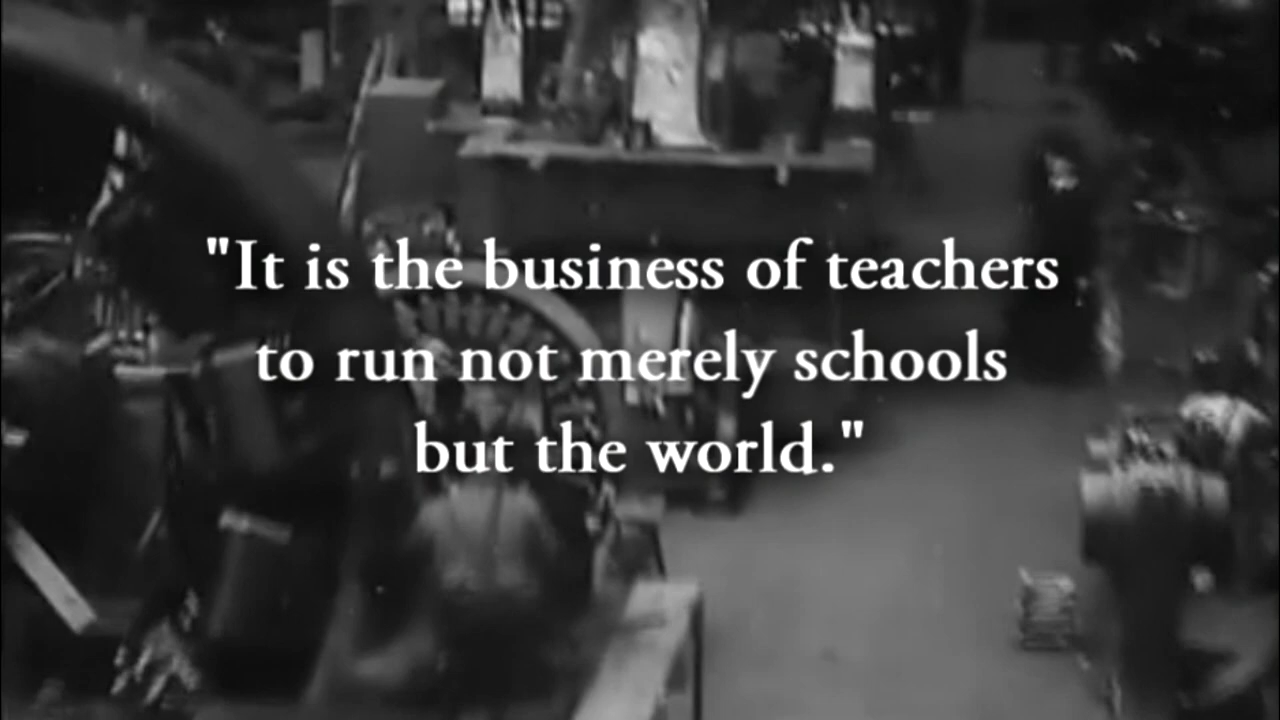 "It is the business of teachers
to run not merely schools
but the world."